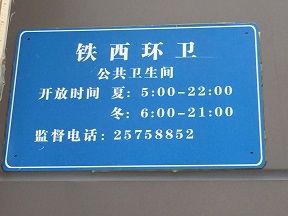 铁西环卫
公共卫生间
开放时间 夏: 5:00-22:00
冬: 6:00-21:00
监督电话: 25758852